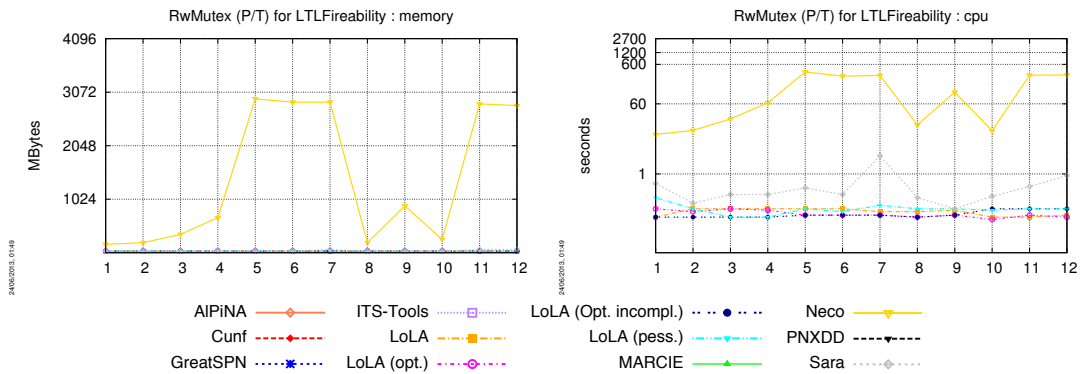 RwMutex (P/T) for LTLFireability : memory
4096
3072
2048
1024
MBytes
1 2 3 4 5 6 7 8 9 10 11 12
24/06/2013, 01:49
RwMutex (P/T) for LTLFireability : cpu
2700
1200
600
60
1
seconds
1 2 3 4 5 6 7 8 9 10 11 12
24/06/2013, 01:49
AlPiNA ITS-Tools LoLA (Opt. incompl.) Neco
Cunf LoLA LoLA (pess.) PNXDD
GreatSPN LoLA (opt.) MARCIE Sara